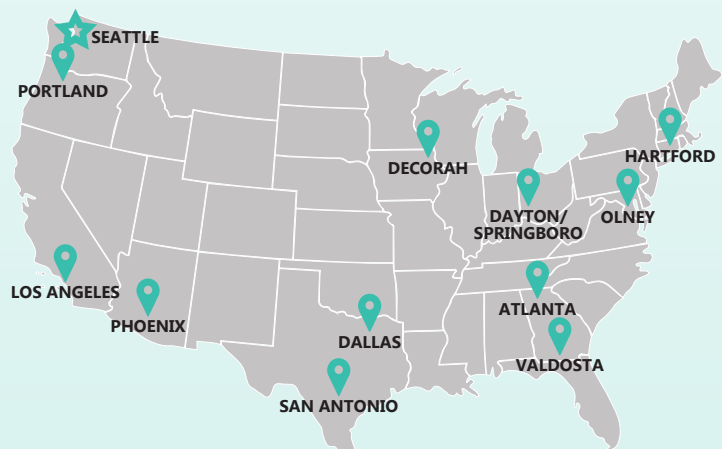 SEATTLE
PORTLAND
DECORAH
HARTFORD
DAYTON/
SPRINGBORO
OLNEY
LOS ANGELES
PHOENIX
ATLANTA
DALLAS
VALDOSTA
SAN ANTONIO